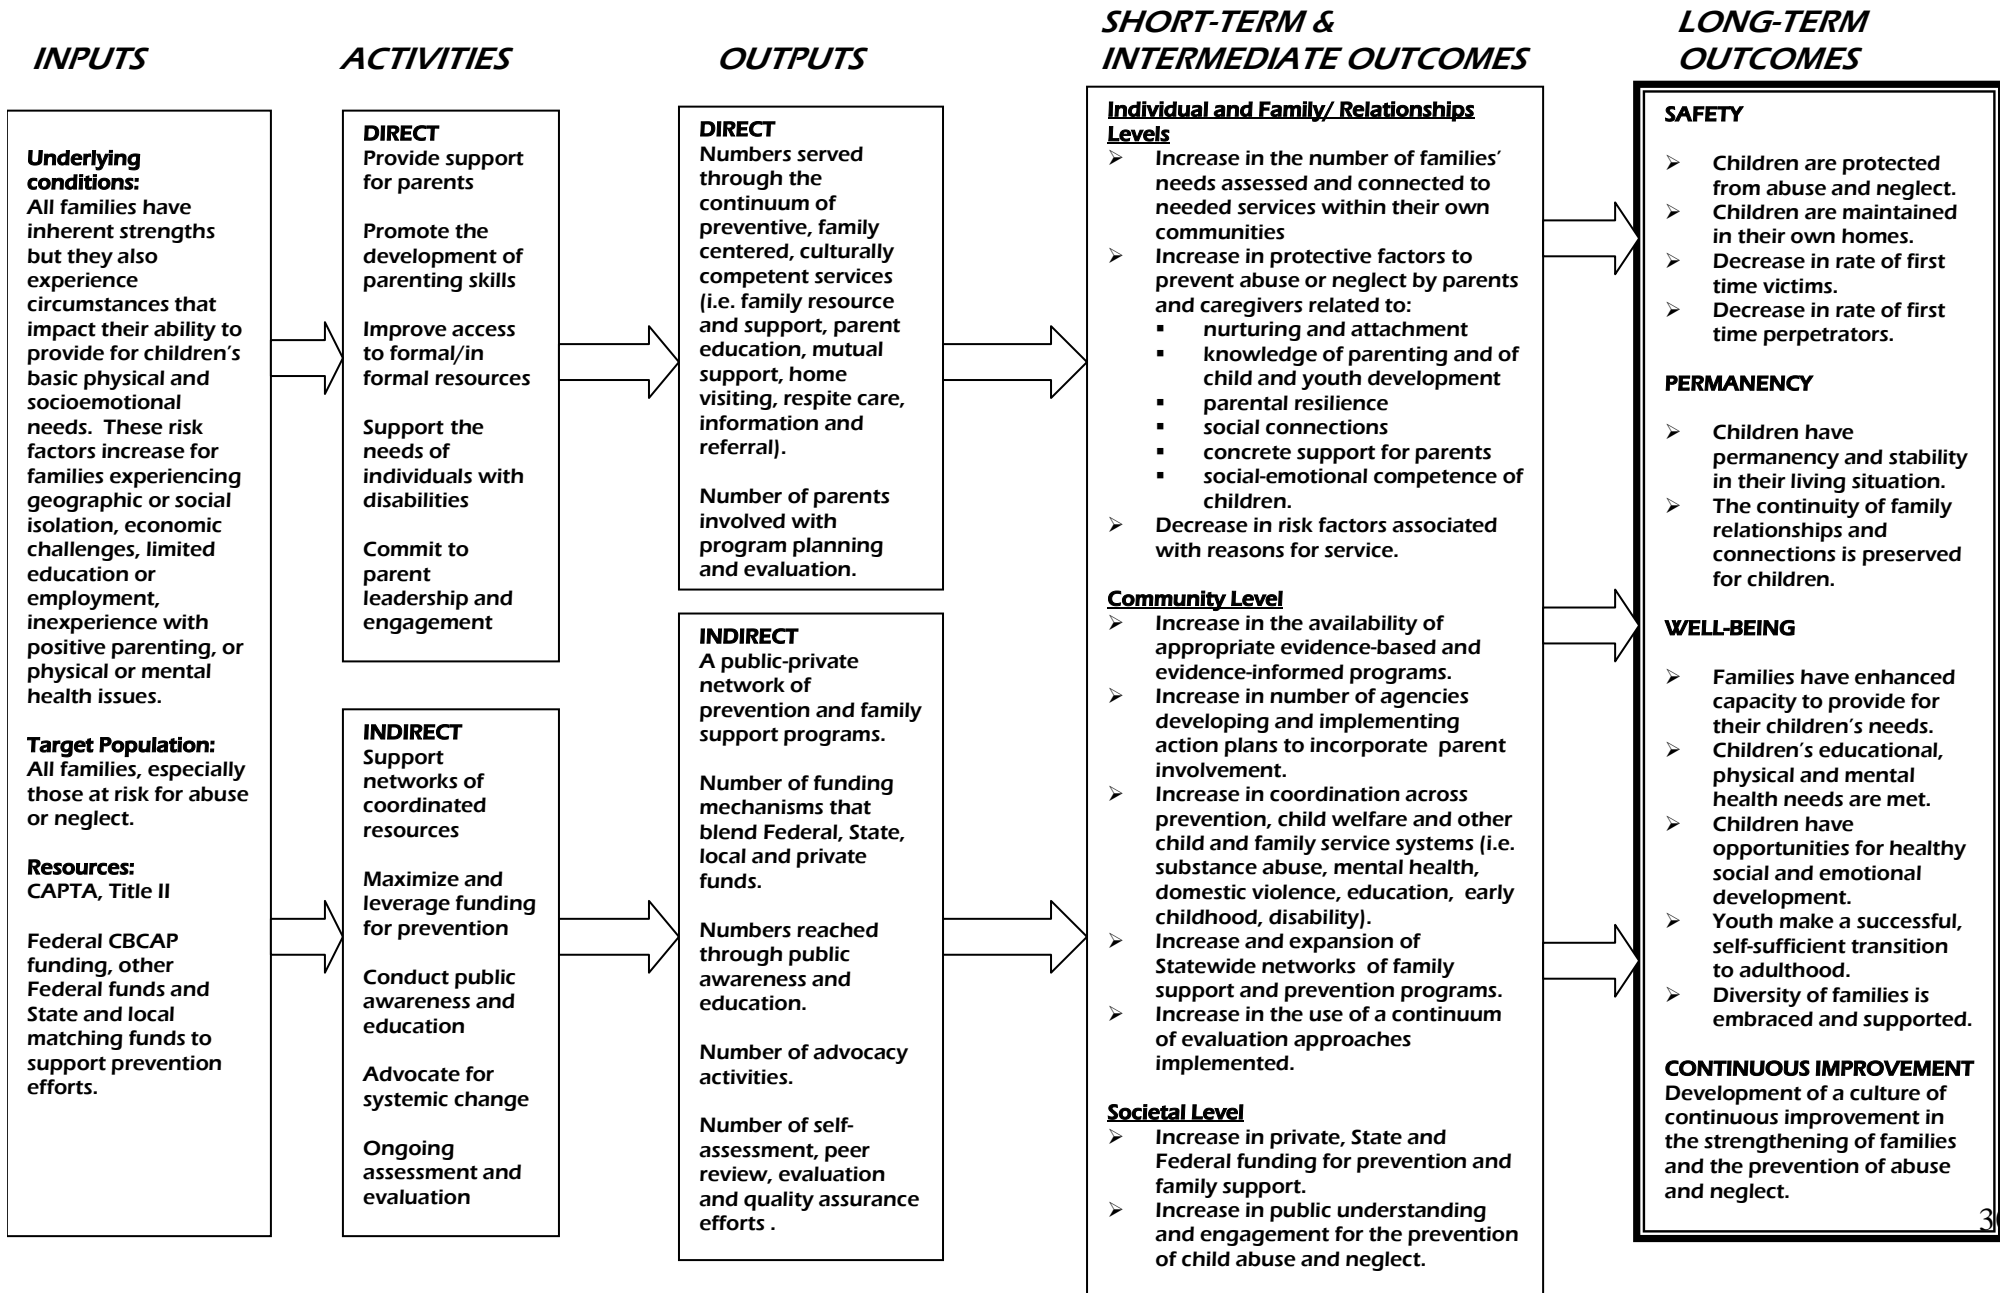 INPUTS
ACTIVITIES
OUTPUTS
SHORT-TERM &
INTERMEDIATE OUTCOMES
LONG-TERM
OUTCOMES
Underlying
conditions:
All families have
inherent strengths
but they also
experience
circumstances that
impact their ability to
provide for children's
basic physical and
socioemotional
needs. These risk
factors increase for
families experiencing
geographic or social
isolation, economic
challenges, limited
education or
employment,
inexperience with
positive parenting, or
physical or mental
health issues.
Target Population:
All families, especially
those at risk for abuse
or neglect.
Resources:
CAPTA, Title II
Federal CBCAP
funding, other
Federal funds and
State and local
matching funds to
support prevention
efforts.
DIRECT
Provide support
for parents
Promote the
development of
parenting skills
Improve access
to formal/in
formal resources
Support the
needs of
individuals with
disabilities
Commit to
parent
leadership and
engagement
INDIRECT
Support
networks of
coordinated
resources
Maximize and
leverage funding
for prevention
Conduct public
awareness and
education
Advocate for
systemic change
Ongoing
assessment and
evaluation
DIRECT
Numbers served
through the
continuum of
preventive, family
centered, culturally
competent services
(i.e. family resource
and support, parent
education, mutual
support, home
visiting, respite care,
information and
referral).
Number of parents
involved with
program planning
and evaluation.
INDIRECT
A public-private
network of
prevention and family
support programs.
Number of funding
mechanisms that
blend Federal, State,
local and private
funds.
Numbers reached
through public
awareness and
education.
Number of advocacy
activities.
Number of self-
assessment, peer
review, evaluation
and quality assurance
efforts .
Individual and Family/ Relationships
Levels
➢ Increase in the number of families'
needs assessed and connected to
needed services within their own
communities
➢ Increase in protective factors to
prevent abuse or neglect by parents
and caregivers related to:
▪ nurturing and attachment
▪ knowledge of parenting and of
child and youth development
▪ parental resilience
▪ social connections
▪ concrete support for parents
▪ social-emotional competence of
children.
➢ Decrease in risk factors associated
with reasons for service.
Community Level
➢ Increase in the availability of
appropriate evidence-based and
evidence-informed programs.
➢ Increase in number of agencies
developing and implementing
action plans to incorporate parent
involvement.
➢ Increase in coordination across
prevention, child welfare and other
child and family service systems (i.e.
substance abuse, mental health,
domestic violence, education, early
childhood, disability).
➢ Increase and expansion of
Statewide networks of family
support and prevention programs.
➢ Increase in the use of a continuum
of evaluation approaches
implemented.
Societal Level
➢ Increase in private, State and
Federal funding for prevention and
family support.
➢ Increase in public understanding
and engagement for the prevention
of child abuse and neglect.
SAFETY
➢ Children are protected
from abuse and neglect.
➢ Children are maintained
in their own homes.
➢ Decrease in rate of first
time victims.
➢ Decrease in rate of first
time perpetrators.
PERMANENCY
➢ Children have
permanency and stability
in their living situation.
➢ The continuity of family
relationships and
connections is preserved
for children.
WELL-BEING
➢ Families have enhanced
capacity to provide for
their children's needs.
➢ Children's educational,
physical and mental
health needs are met.
➢ Children have
opportunities for healthy
social and emotional
development.
➢ Youth make a successful,
self-sufficient transition
to adulthood.
➢ Diversity of families is
embraced and supported.
CONTINUOUS IMPROVEMENT
Development of a culture of
continuous improvement in
the strengthening of families
and the prevention of abuse
and neglect.